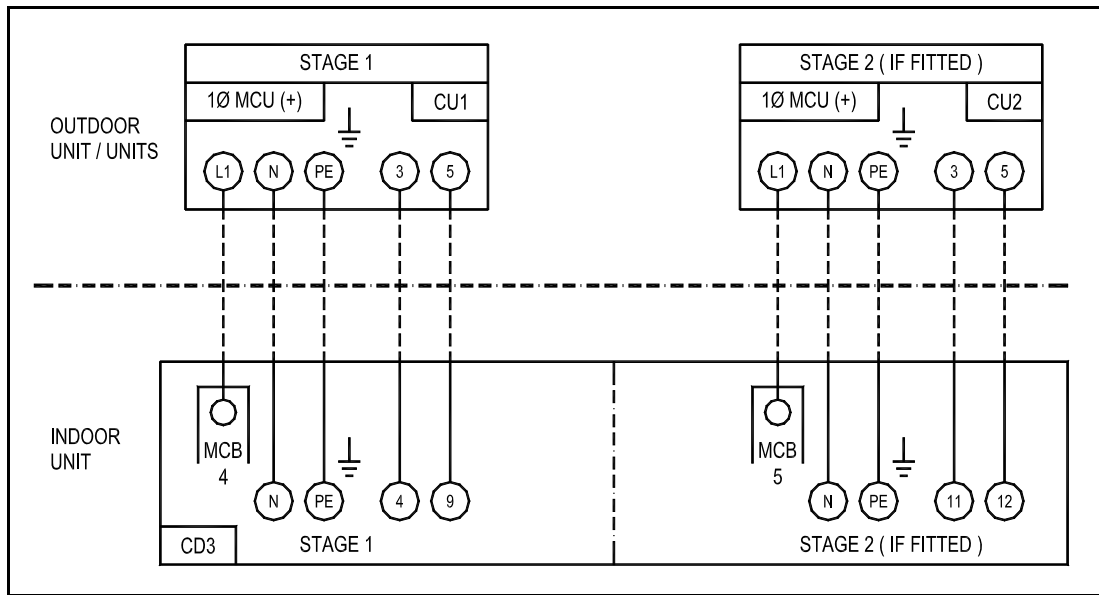 STAGE 1
1Ø MCU (+)
CU1
L1 N PE 3 5
STAGE 2 ( IF FITTED )
1Ø MCU (+)
CU2
L1 N PE 3 5
OUTDOOR
UNIT / UNITS
INDOOR
UNIT
MCB
4
N PE 4 9
CD3
STAGE 1
MCB
5
N PE 11 12
STAGE 2 ( IF FITTED )